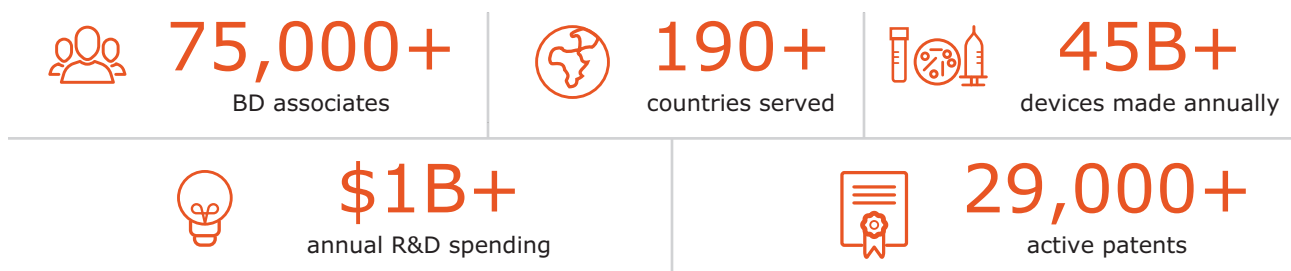 75,000+
BD associates
190+
countries served
45B+
devices made annually
$1B+
annual R&D spending
29,000+
active patents